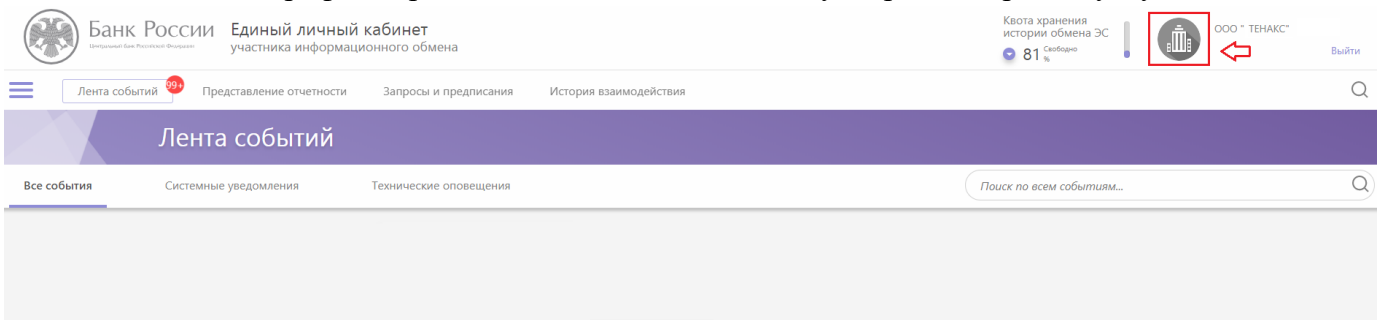 Банк России
Центральный банк Российской Федерации
Единый личный кабинет
участника информационного обмена
Квота хранения
истории обмена ЭС
81 % Свободно
ООО " ТЕНАКС"
Выйти
Лента событий 99+
Представление отчетности
Запросы и предписания
История взаимодействия
Лента событий
Все события
Системные уведомления
Технические оповещения
Поиск по всем событиям...